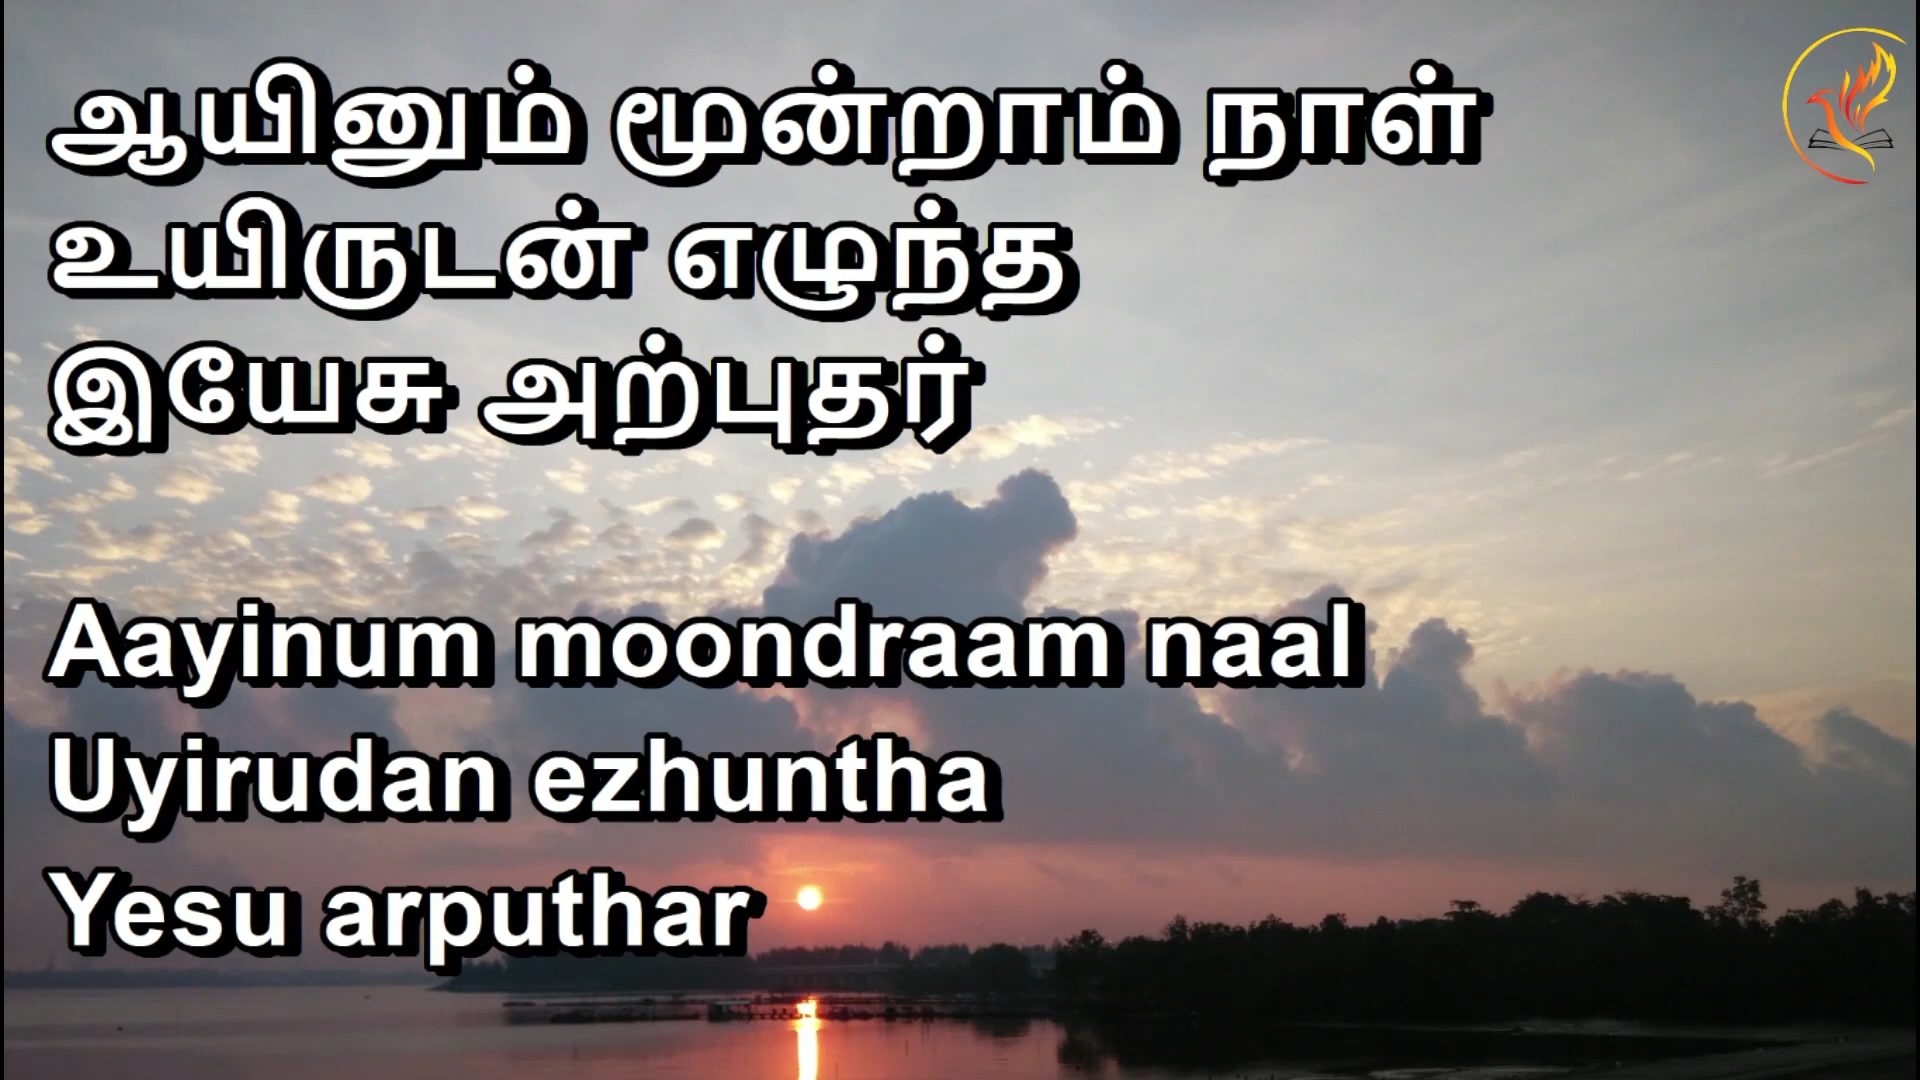 ஆயினும் மூன்றாம் நாள்
உயிருடன் எழுந்த
இயேசு அற்புதர்
Aayinum moondraam naal
Uyirudan ezhuntha
Yesu arputhar